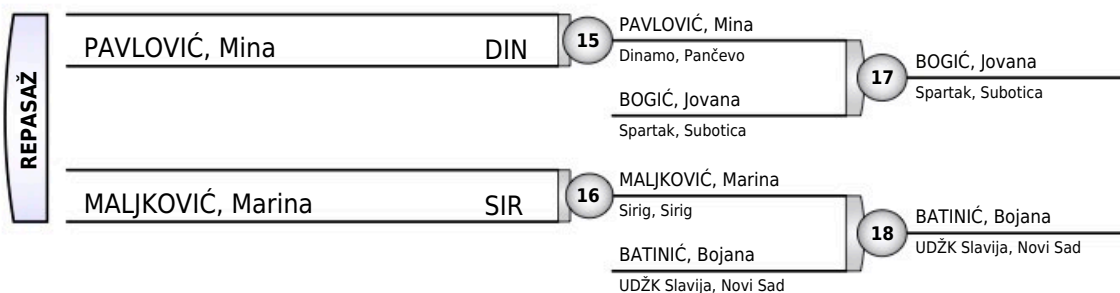 REPASAŽ
PAVLOVIĆ, Mina DIN
15
PAVLOVIĆ, Mina
Dinamo, Pančevo
BOGIĆ, Jovana
Spartak, Subotica
17
BOGIĆ, Jovana
Spartak, Subotica
MALJKOVIĆ, Marina SIR
16
MALJKOVIĆ, Marina
Sirig, Sirig
BATINIĆ, Bojana
UDŽK Slavija, Novi Sad
18
BATINIĆ, Bojana
UDŽK Slavija, Novi Sad